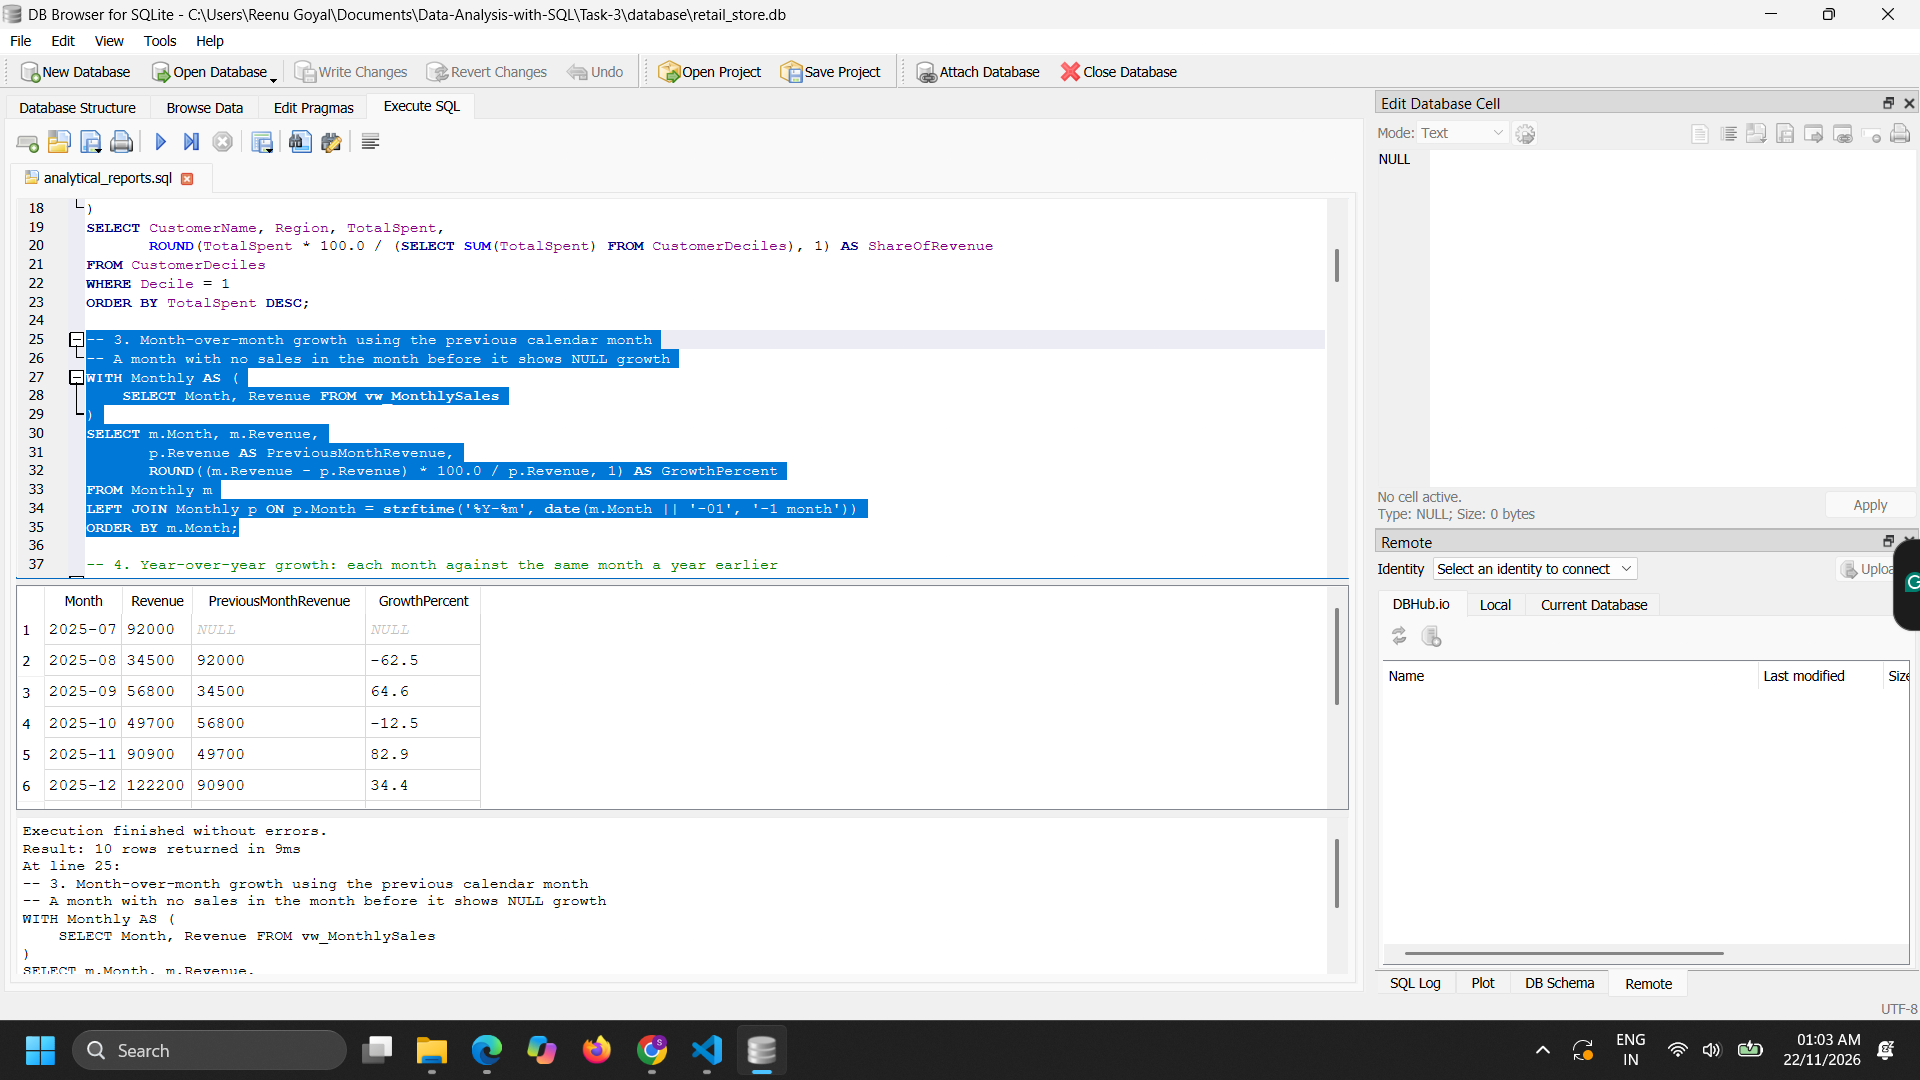 DB Browser for SQLite - C:\Users\Reenu Goyal\Documents\Data-Analysis-with-SQL\Task-3\database\retail_store.db
File Edit View Tools Help
New Database Open Database Write Changes Revert Changes Undo Open Project Save Project Attach Database Close Database
Database Structure Browse Data Edit Pragmas Execute SQL
analytical_reports.sql
18 )
19 SELECT CustomerName, Region, TotalSpent,
20 ROUND(TotalSpent * 100.0 / (SELECT SUM(TotalSpent) FROM CustomerDeciles), 1) AS ShareOfRevenue
21 FROM CustomerDeciles
22 WHERE Decile = 1
23 ORDER BY TotalSpent DESC;
24
25 -- 3. Month-over-month growth using the previous calendar month
26 -- A month with no sales in the month before it shows NULL growth
27 WITH Monthly AS (
28 SELECT Month, Revenue FROM vw_MonthlySales
29 )
30 SELECT m.Month, m.Revenue,
31 p.Revenue AS PreviousMonthRevenue,
32 ROUND((m.Revenue - p.Revenue) * 100.0 / p.Revenue, 1) AS GrowthPercent
33 FROM Monthly m
34 LEFT JOIN Monthly p ON p.Month = strftime('%Y-%m', date(m.Month || '-01', '-1 month'))
35 ORDER BY m.Month;
36
37 -- 4. Year-over-year growth: each month against the same month a year earlier
Month Revenue PreviousMonthRevenue GrowthPercent
1 2025-07 92000 NULL NULL
2 2025-08 34500 92000 -62.5
3 2025-09 56800 34500 64.6
4 2025-10 49700 56800 -12.5
5 2025-11 90900 49700 82.9
6 2025-12 122200 90900 34.4
Execution finished without errors.
Result: 10 rows returned in 9ms
At line 25:
-- 3. Month-over-month growth using the previous calendar month
-- A month with no sales in the month before it shows NULL growth
WITH Monthly AS (
SELECT Month, Revenue FROM vw_MonthlySales
)
SELECT m.Month, m.Revenue,
Edit Database Cell
Mode: Text
NULL
No cell active.
Type: NULL; Size: 0 bytes
Apply
Remote
Identity Select an identity to connect Uploa
DBHub.io Local Current Database
Name Last modified Size
SQL Log Plot DB Schema Remote
UTF-8
Search
ENG
IN
01:03 AM
22/11/2026